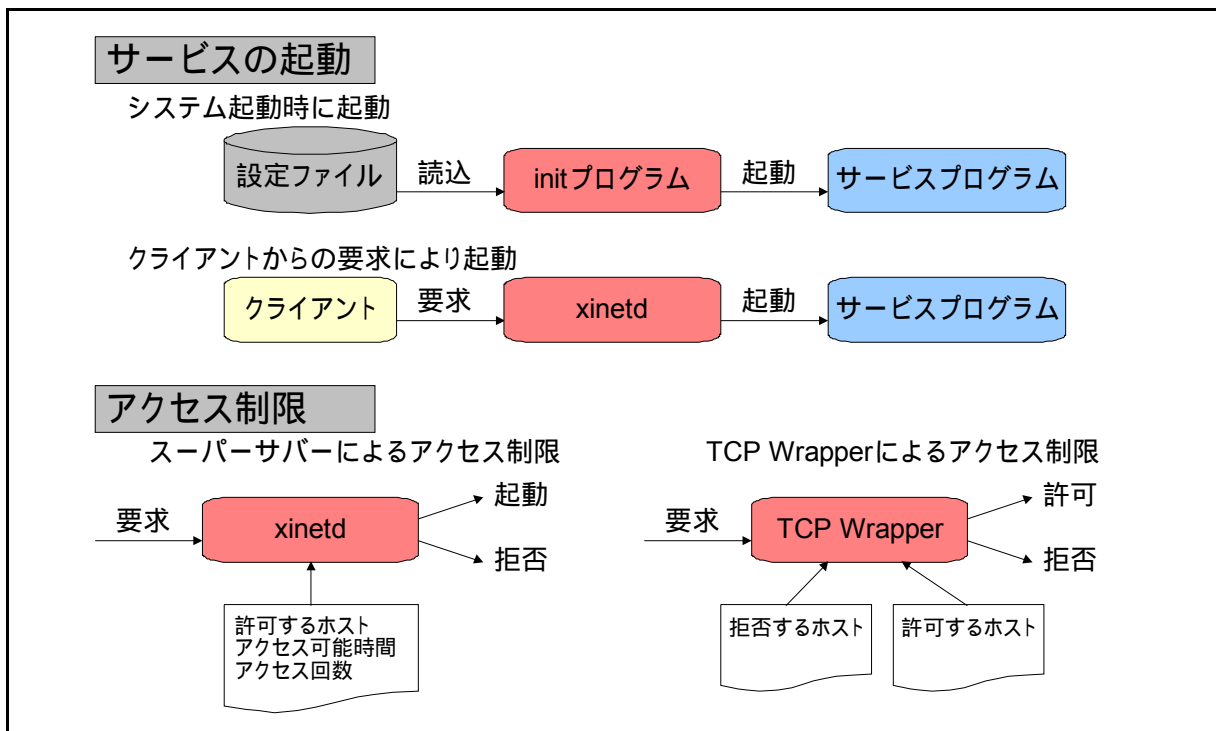 サービスの起動
システム起動時に起動
設定ファイル
読込
initプログラム
起動
サービスプログラム
クライアントからの要求により起動
クライアント
要求
xinetd
起動
サービスプログラム
アクセス制限
スーパーサバーによるアクセス制限
要求
xinetd
起動
拒否
許可するホスト
アクセス可能時間
アクセス回数
TCP Wrapperによるアクセス制限
要求
TCP Wrapper
許可
拒否
拒否するホスト
許可するホスト